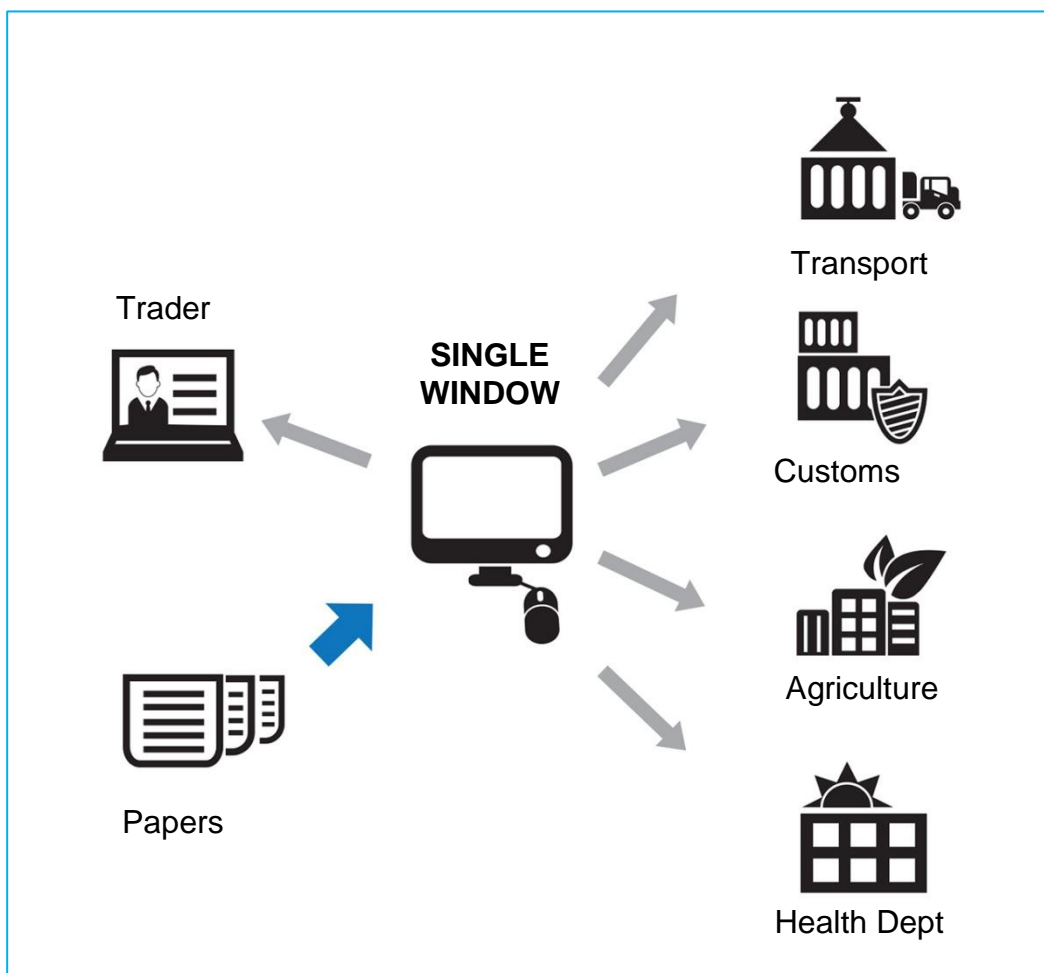 Transport
Trader
SINGLE
WINDOW
Customs
Agriculture
Papers
Health Dept